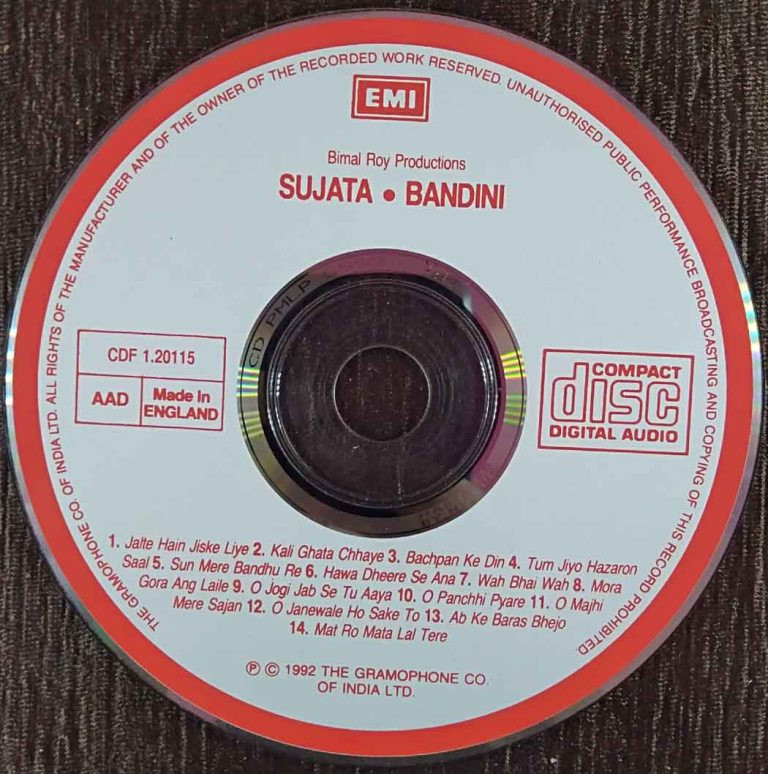 THE GRAMOPHONE CO. OF INDIA LTD. ALL RIGHTS OF THE MANUFACTURER AND OF THE OWNER OF THE RECORDED WORK RESERVED. UNAUTHORISED PUBLIC PERFORMANCE BROADCASTING AND COPYING OF THIS RECORD PROHIBITED.
EMI
Bimal Roy Productions
SUJATA • BANDINI
CD PMLP
CDF 1.20115
AAD
Made in
ENGLAND
COMPACT
disc
DIGITAL AUDIO
1. Jalte Hain Jiske Liye 2. Kali Ghata Chhaye 3. Bachpan Ke Din 4. Tum Jiyo Hazaron
Saal 5. Sun Mere Bandhu Re 6. Hawa Dheere Se Ana 7. Wah Bhai Wah 8. Mora
Gora Ang Laile 9. O Jogi Jab Se Tu Aaya 10. O Panchhi Pyare 11. O Majhi
Mere Sajan 12. O Janewale Ho Sake To 13. Ab Ke Baras Bhejo
14. Mat Ro Mata Lal Tere
℗ © 1992 THE GRAMOPHONE CO.
OF INDIA LTD.